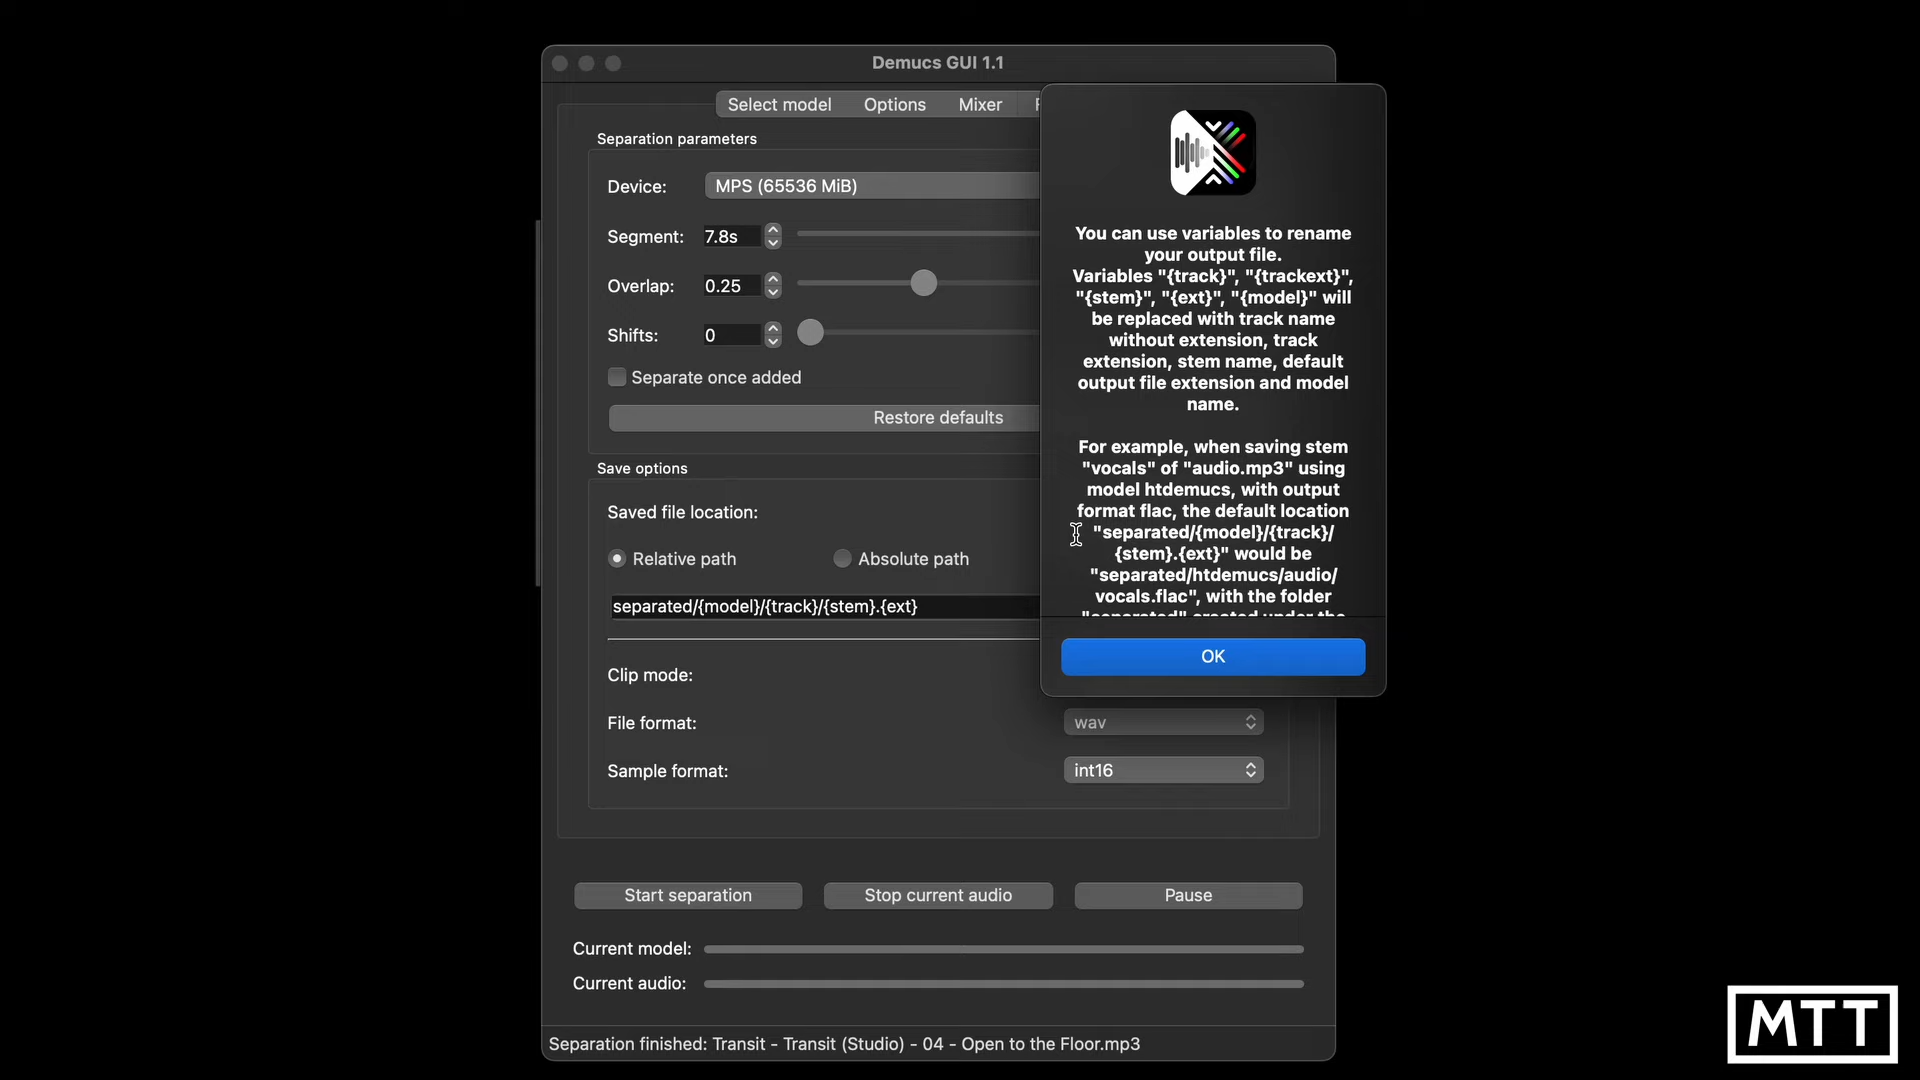 Demucs GUI 1.1
Select model
Options
Mixer
Separation parameters
Device:
MPS (65536 MiB)
Segment:
7.8s
Overlap:
0.25
Shifts:
0
Separate once added
Restore defaults
Save options
Saved file location:
Relative path
Absolute path
separated/{model}/{track}/{stem}.{ext}
Clip mode:
File format:
wav
Sample format:
int16
You can use variables to rename
your output file.
Variables "{track}", "{trackext}",
"{stem}", "{ext}", "{model}" will
be replaced with track name
without extension, track
extension, stem name, default
output file extension and model
name.
For example, when saving stem
"vocals" of "audio.mp3" using
model htdemucs, with output
format flac, the default location
"separated/{model}/{track}/
{stem}.{ext}" would be
"separated/htdemucs/audio/
vocals.flac", with the folder
"separated" created under the
OK
Start separation
Stop current audio
Pause
Current model:
Current audio:
Separation finished: Transit - Transit (Studio) - 04 - Open to the Floor.mp3
MTT